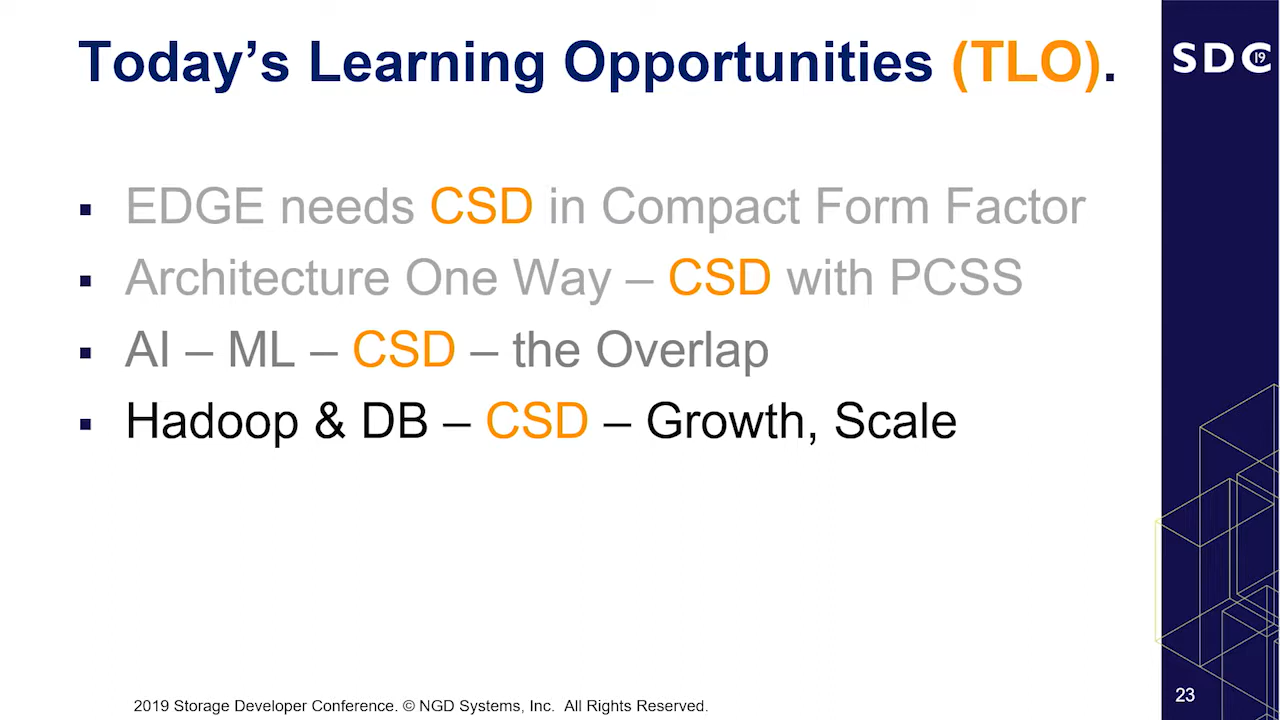 Today’s Learning Opportunities (TLO).
SDC 19
▪ EDGE needs CSD in Compact Form Factor
▪ Architecture One Way – CSD with PCSS
▪ AI – ML – CSD – the Overlap
▪ Hadoop & DB – CSD – Growth, Scale
2019 Storage Developer Conference. © NGD Systems, Inc. All Rights Reserved.
23